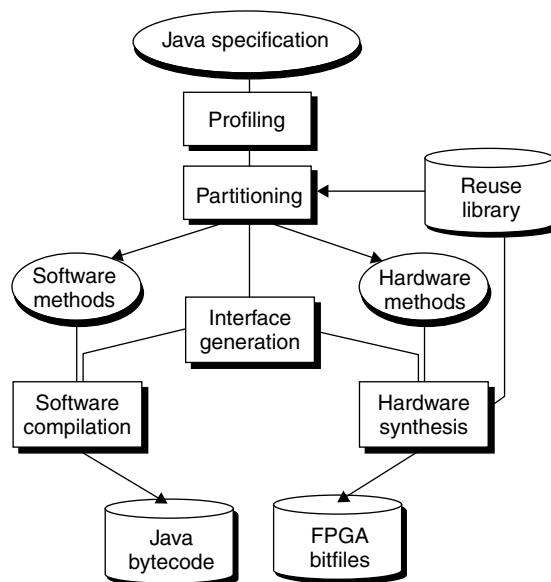 Java specification
Profiling
Partitioning
Reuse
library
Software
methods
Hardware
methods
Interface
generation
Software
compilation
Hardware
synthesis
Java
bytecode
FPGA
bitfiles